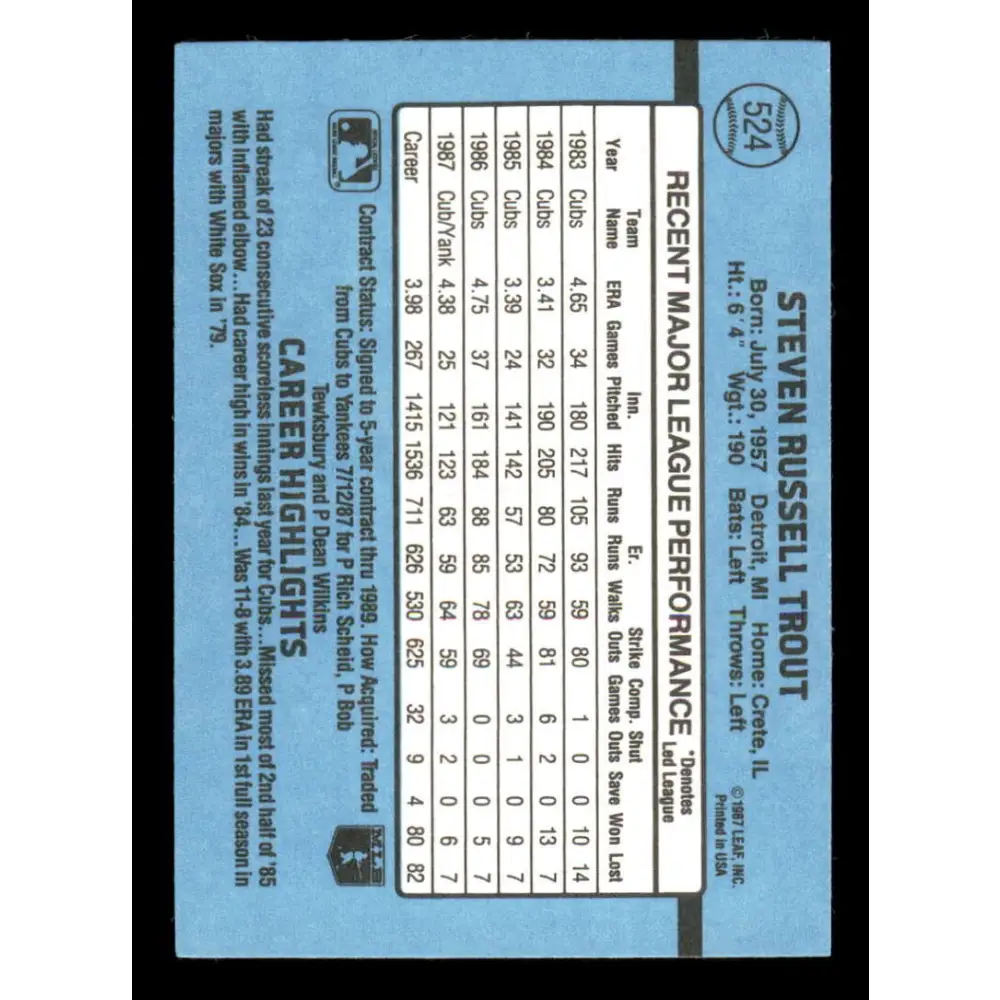 524
STEVEN RUSSELL TROUT
Born: July 30, 1957 Detroit, MI Home: Crete, IL
Ht.: 6'4" Wgt.: 190 Bats: Left Throws: Left
© 1987 LEAF, INC.
Printed in USA
RECENT MAJOR LEAGUE PERFORMANCE *Denotes
Led League
Team Inn. Er. Strike Comp. Shut
Year Name ERA Games Pitched Hits Runs Runs Walks Outs Games Outs Save Won Lost
1983 Cubs 4.65 34 180 217 105 93 59 80 1 0 0 10 14
1984 Cubs 3.41 32 190 205 80 72 59 81 6 2 0 13 7
1985 Cubs 3.39 24 141 142 57 53 63 44 3 1 0 9 7
1986 Cubs 4.75 37 161 184 88 85 78 69 0 0 0 5 7
1987 Cub/Yank 4.38 25 121 123 63 59 64 59 3 2 0 6 7
Career 3.98 267 1415 1536 711 626 530 625 32 9 4 80 82
Contract Status: Signed to 5-year contract thru 1989. How Acquired: Traded
from Cubs to Yankees 7/12/87 for P Rich Scheid, P Bob
Tewksbury and P Dean Wilkins
MLB
CAREER HIGHLIGHTS
Had streak of 23 consecutive scoreless innings last year for Cubs...Missed most of 2nd half of '85
with inflamed elbow...Had career high in wins in '84...Was 11-8 with 3.89 ERA in 1st full season in
majors with White Sox in '79.